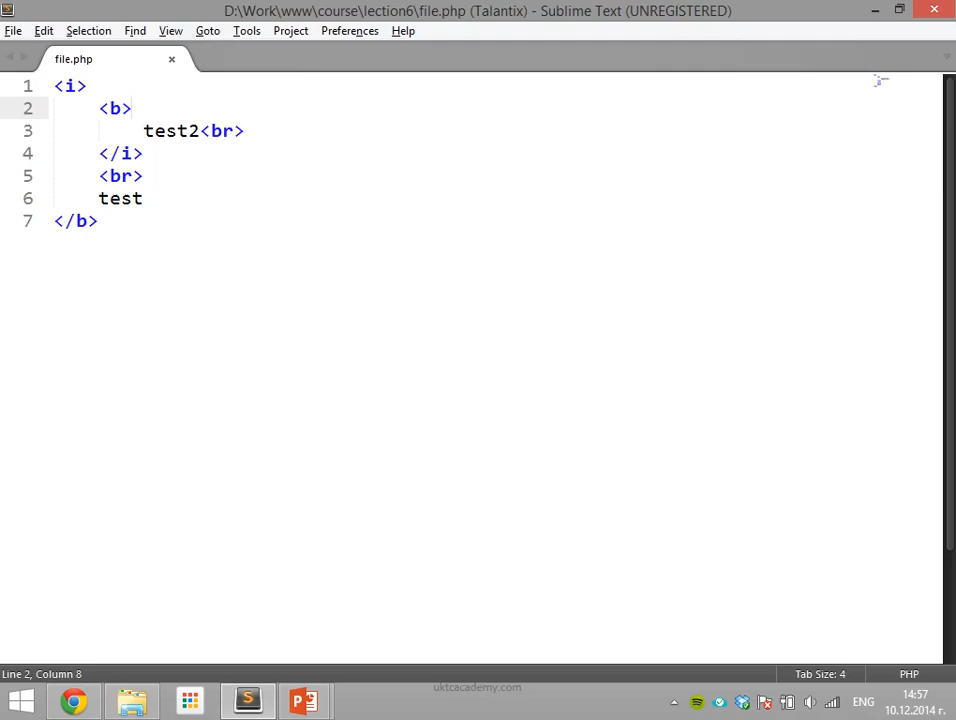 D:\Work\www\course\lection6\file.php (Talantix) - Sublime Text (UNREGISTERED)
File Edit Selection Find View Goto Tools Project Preferences Help
file.php ×
1 <i>
2 <b>
3 test2<br>
4 </i>
5 <br>
6 test
7 </b>
Line 2, Column 8 Tab Size: 4 PHP
uktcacademy.com
ENG 14:57
10.12.2014 г.